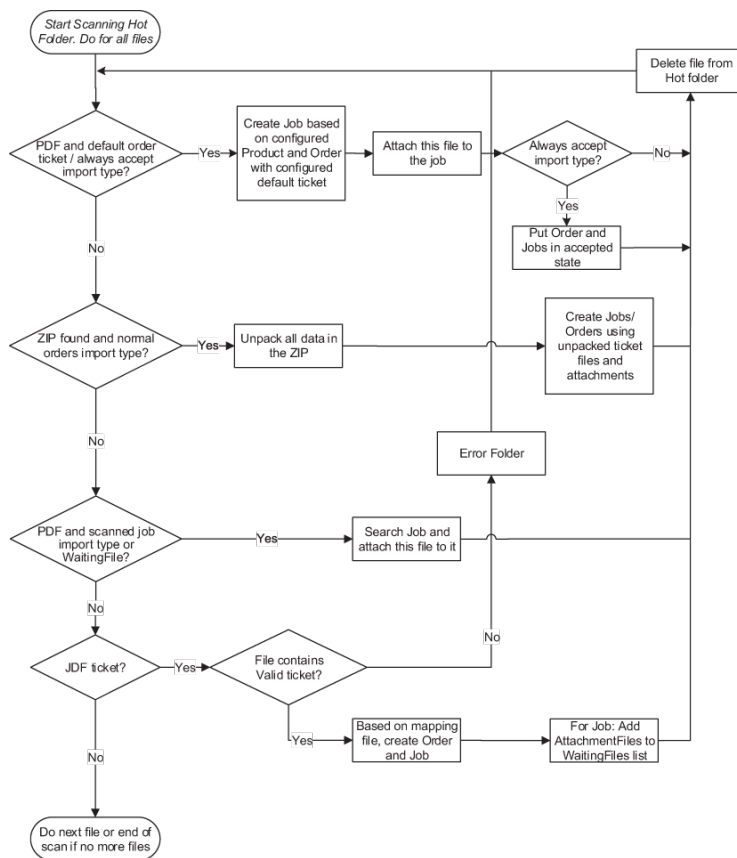 Start Scanning Hot
Folder. Do for all files
Delete file from
Hot folder
PDF and default order
ticket / always accept
import type?
Yes
Create Job based
on configured
Product and Order
with configured
default ticket
Attach this file to
the job
Always accept
import type?
No
Yes
Put Order and
Jobs in accepted
state
No
ZIP found and normal
orders import type?
Yes
Unpack all data in
the ZIP
Create Jobs/
Orders using
unpacked ticket
files and
attachments
No
Error Folder
PDF and scanned job
import type or
WaitingFile?
Yes
Search Job and
attach this file to it
No
No
JDF ticket?
Yes
File contains
Valid ticket?
Yes
Based on mapping
file, create Order
and Job
For Job: Add
AttachmentFiles to
WaitingFiles list
No
Do next file or end of
scan if no more files